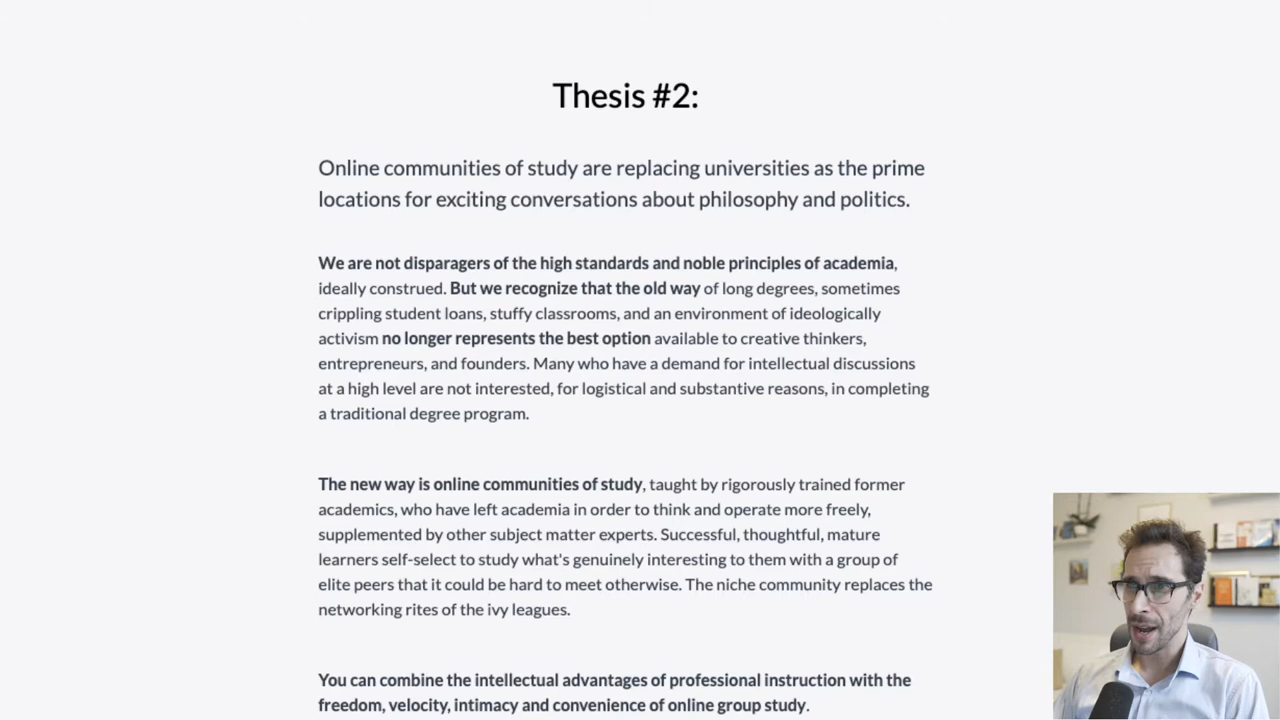 Thesis #2:
Online communities of study are replacing universities as the prime
locations for exciting conversations about philosophy and politics.
We are not disparagers of the high standards and noble principles of academia,
ideally construed. But we recognize that the old way of long degrees, sometimes
crippling student loans, stuffy classrooms, and an environment of ideologically
activism no longer represents the best option available to creative thinkers,
entrepreneurs, and founders. Many who have a demand for intellectual discussions
at a high level are not interested, for logistical and substantive reasons, in completing
a traditional degree program.
The new way is online communities of study, taught by rigorously trained former
academics, who have left academia in order to think and operate more freely,
supplemented by other subject matter experts. Successful, thoughtful, mature
learners self-select to study what's genuinely interesting to them with a group of
elite peers that it could be hard to meet otherwise. The niche community replaces the
networking rites of the ivy leagues.
You can combine the intellectual advantages of professional instruction with the
freedom, velocity, intimacy and convenience of online group study.